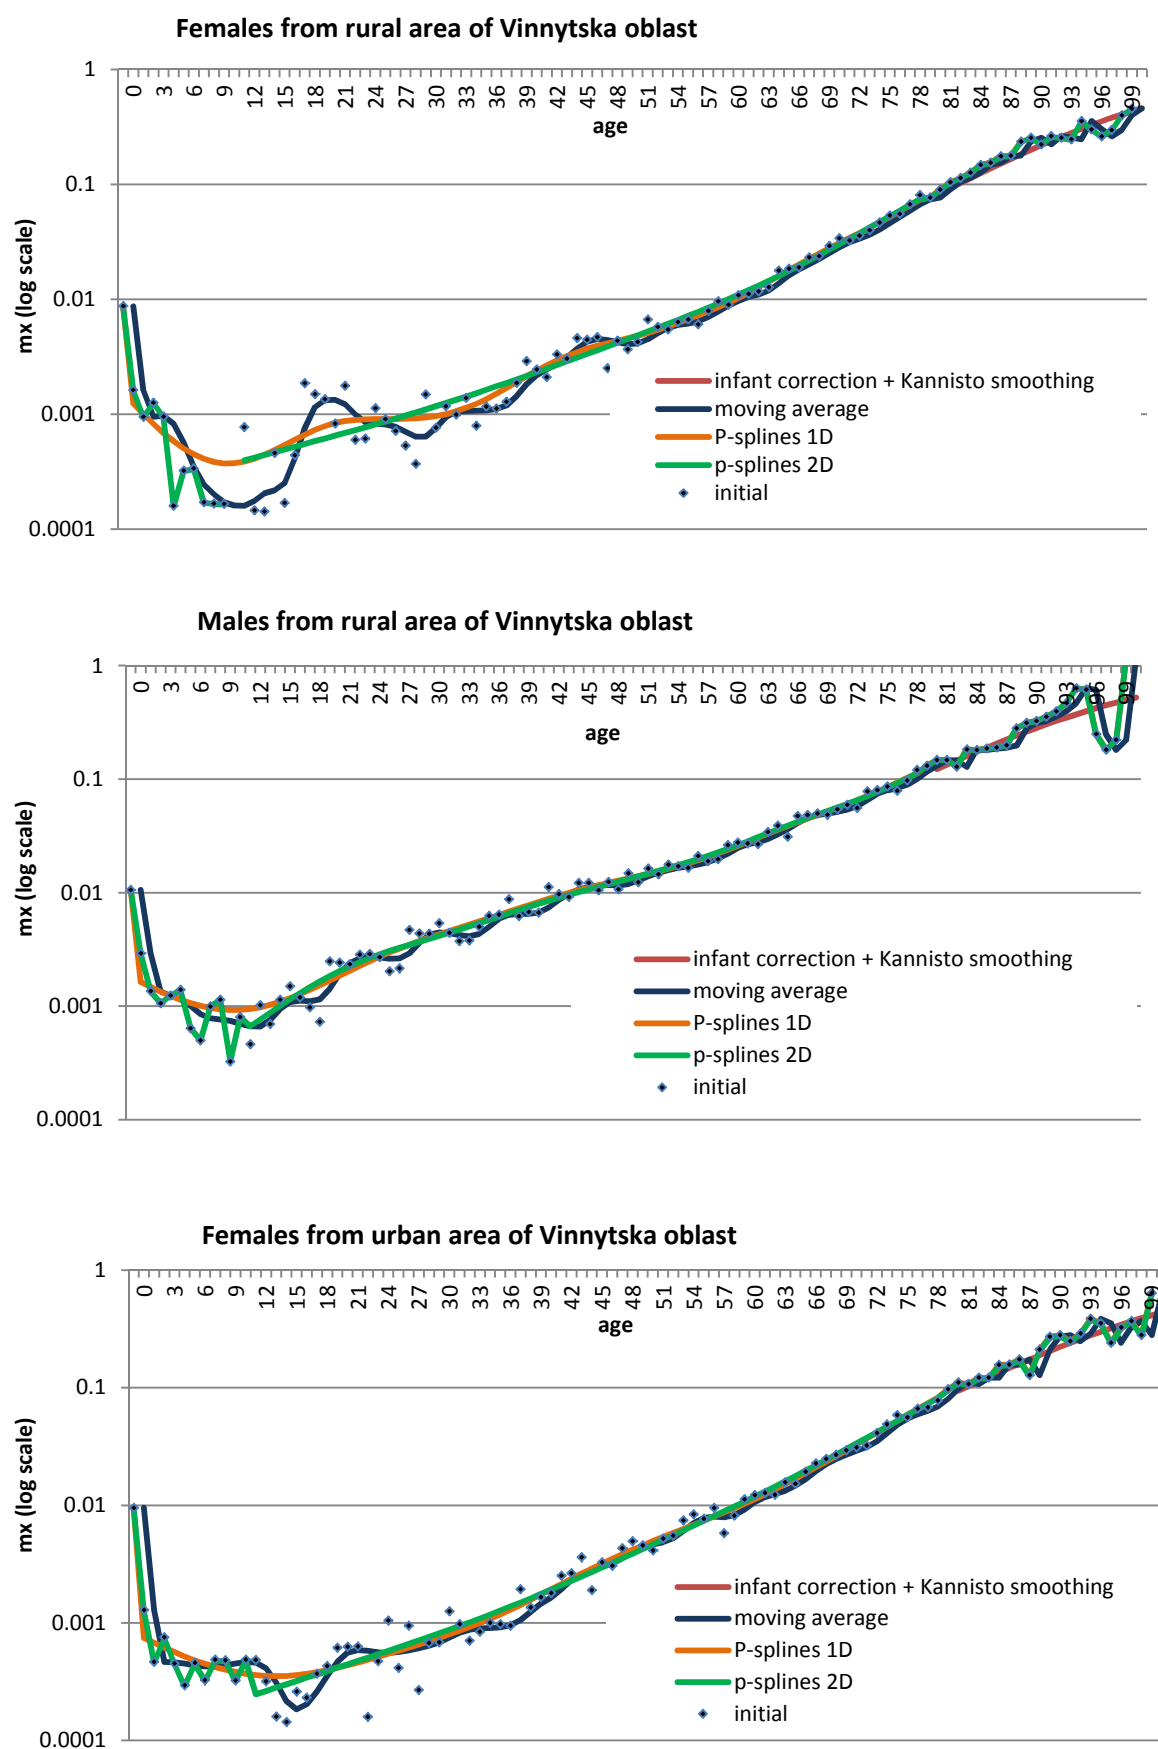 Females from rural area of Vinnytska oblast
1
0 3 6 9 12 15 18 21 24 27 30 33 36 39 42 45 48 51 54 57 60 63 66 69 72 75 78 81 84 87 90 93 96 99
age
0.1
mx (log scale)
0.01
infant correction + Kannisto smoothing
moving average
0.001
P-splines 1D
p-splines 2D
initial
0.0001
Males from rural area of Vinnytska oblast
1
0 3 6 9 12 15 18 21 24 27 30 33 36 39 42 45 48 51 54 57 60 63 66 69 72 75 78 81 84 87 90 93 96 99
age
0.1
mx (log scale)
0.01
infant correction + Kannisto smoothing
moving average
0.001
P-splines 1D
p-splines 2D
initial
0.0001
Females from urban area of Vinnytska oblast
1
0 3 6 9 12 15 18 21 24 27 30 33 36 39 42 45 48 51 54 57 60 63 66 69 72 75 78 81 84 87 90 93 96 99
age
0.1
mx (log scale)
0.01
infant correction + Kannisto smoothing
0.001
moving average
P-splines 1D
p-splines 2D
initial
0.0001